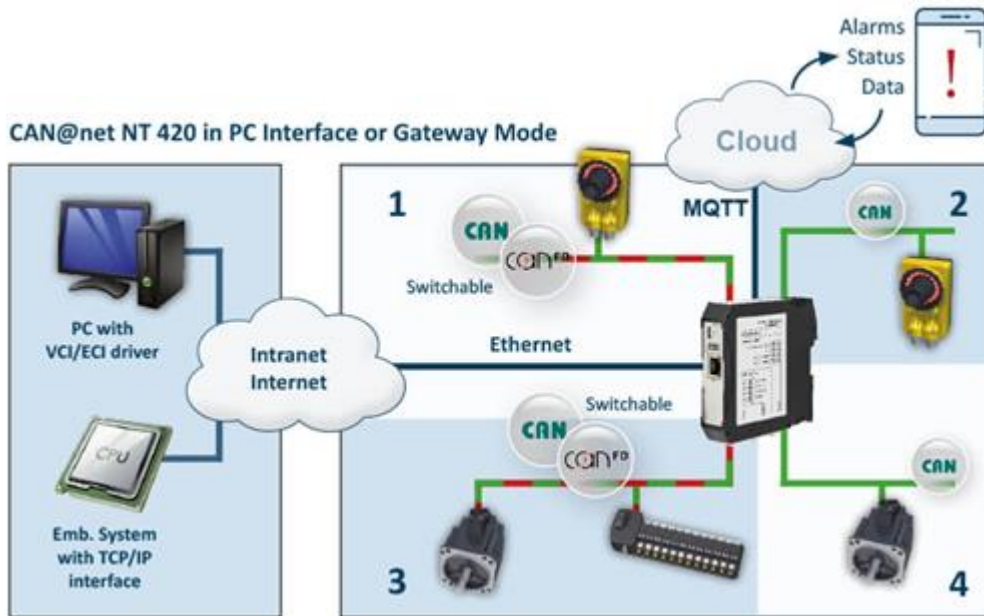 Alarms
Status
Data
CAN@net NT 420 in PC Interface or Gateway Mode
Cloud
1
MQTT
CAN
2
CAN
CAN FD
Switchable
PC with
VCI/ECI driver
Intranet
Internet
Ethernet
Switchable
CAN
CAN FD
CPU
CAN
Emb. System
with TCP/IP
interface
3
4